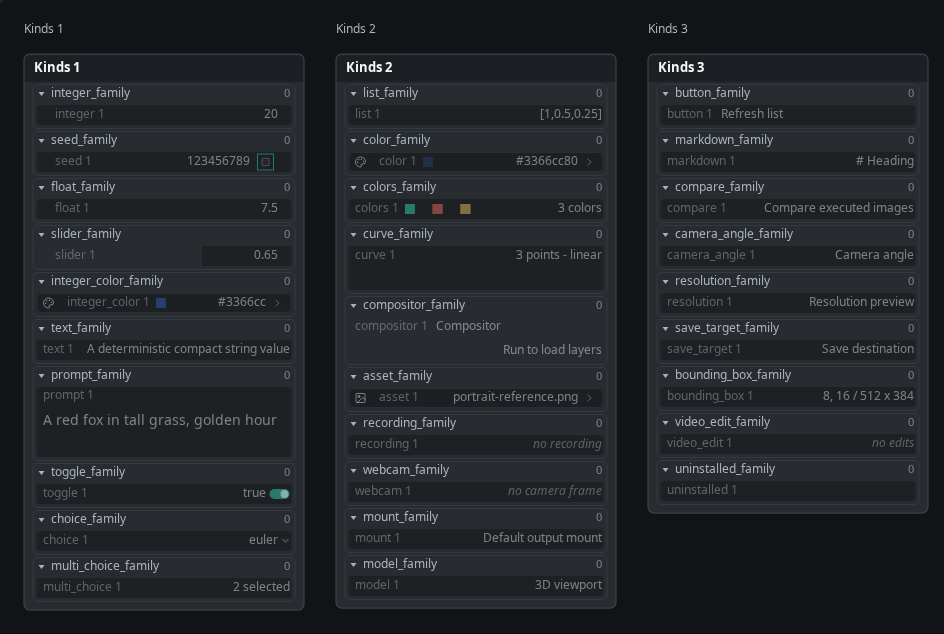 Kinds 1
Kinds 1
integer_family 0
integer 1 20
seed_family 0
seed 1 123456789
float_family 0
float 1 7.5
slider_family 0
slider 1 0.65
integer_color_family 0
integer_color 1 #3366cc
text_family 0
text 1 A deterministic compact string value
prompt_family 0
prompt 1
A red fox in tall grass, golden hour
toggle_family 0
toggle 1 true
choice_family 0
choice 1 euler
multi_choice_family 0
multi_choice 1 2 selected
Kinds 2
Kinds 2
list_family 0
list 1 [1,0.5,0.25]
color_family 0
color 1 #3366cc80
colors_family 0
colors 1 3 colors
curve_family 0
curve 1 3 points - linear
compositor_family 0
compositor 1 Compositor
Run to load layers
asset_family 0
asset 1 portrait-reference.png
recording_family 0
recording 1 no recording
webcam_family 0
webcam 1 no camera frame
mount_family 0
mount 1 Default output mount
model_family 0
model 1 3D viewport
Kinds 3
Kinds 3
button_family 0
button 1 Refresh list
markdown_family 0
markdown 1 # Heading
compare_family 0
compare 1 Compare executed images
camera_angle_family 0
camera_angle 1 Camera angle
resolution_family 0
resolution 1 Resolution preview
save_target_family 0
save_target 1 Save destination
bounding_box_family 0
bounding_box 1 8, 16 / 512 x 384
video_edit_family 0
video_edit 1 no edits
uninstalled_family 0
uninstalled 1